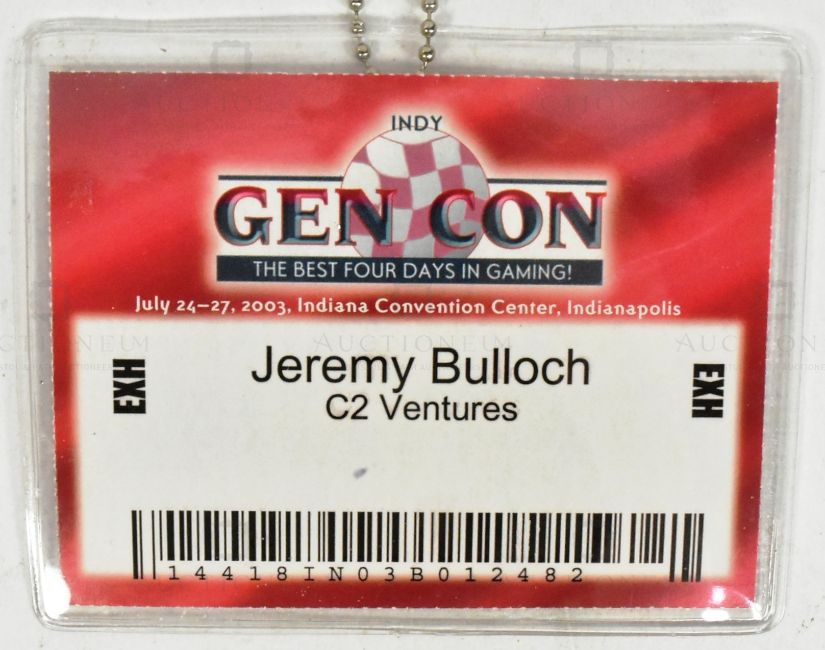 INDY
GEN CON
THE BEST FOUR DAYS IN GAMING!
July 24–27, 2003, Indiana Convention Center, Indianapolis
Jeremy Bulloch
C2 Ventures
EXH
EXH
14418IN03B012482
AUCTIONEUM